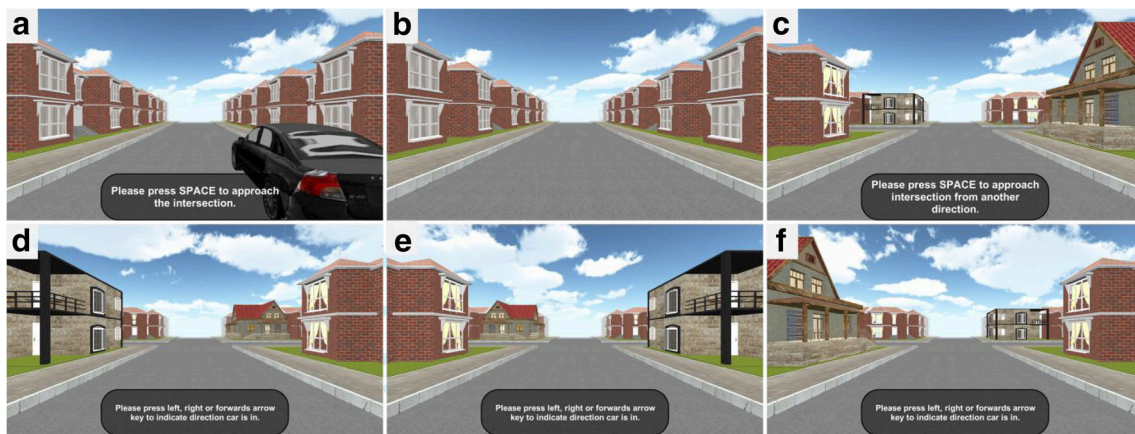 a
b
c
Please press SPACE to approach
the intersection.
Please press SPACE to approach
intersection from another
direction.
d
e
f
Please press left, right or forwards arrow
key to indicate direction car is in.
Please press left, right or forwards arrow
key to indicate direction car is in.
Please press left, right or forwards arrow
key to indicate direction car is in.